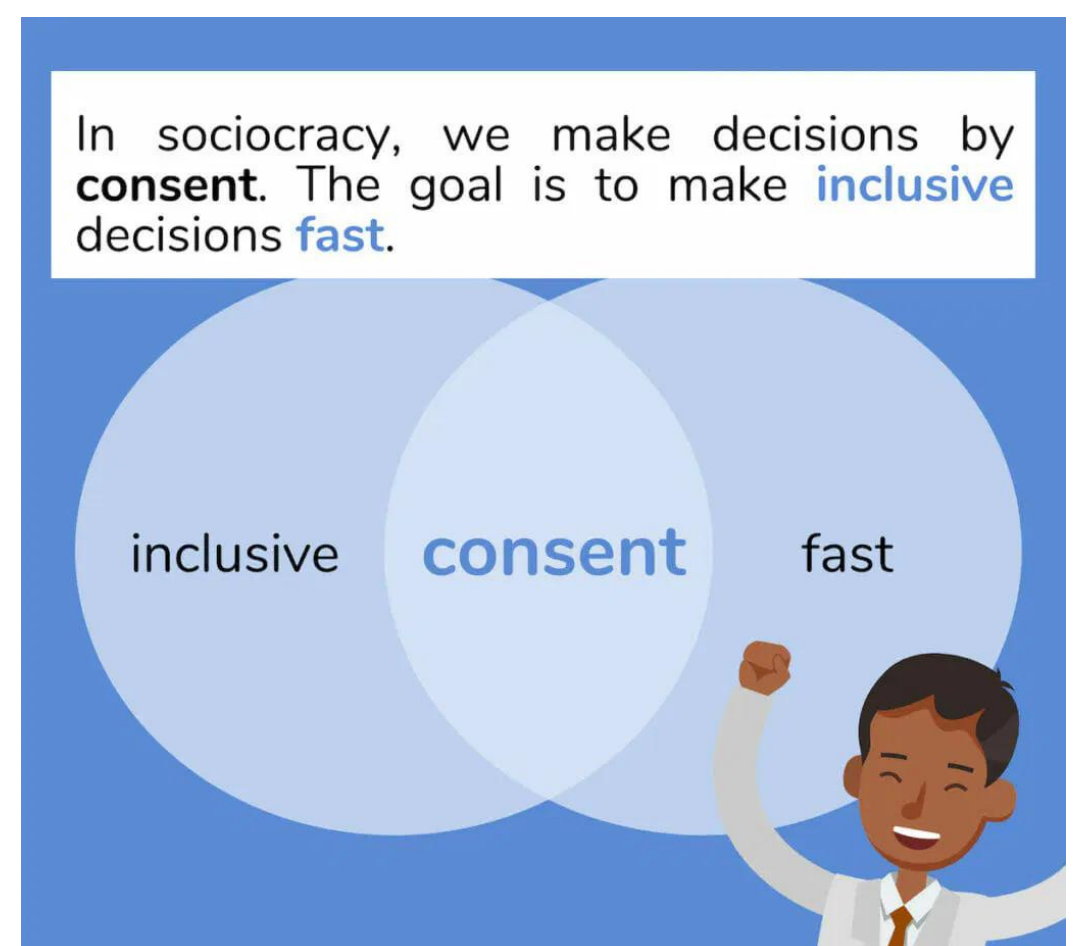 In sociocracy, we make decisions by
consent. The goal is to make inclusive
decisions fast.
inclusive
consent
fast